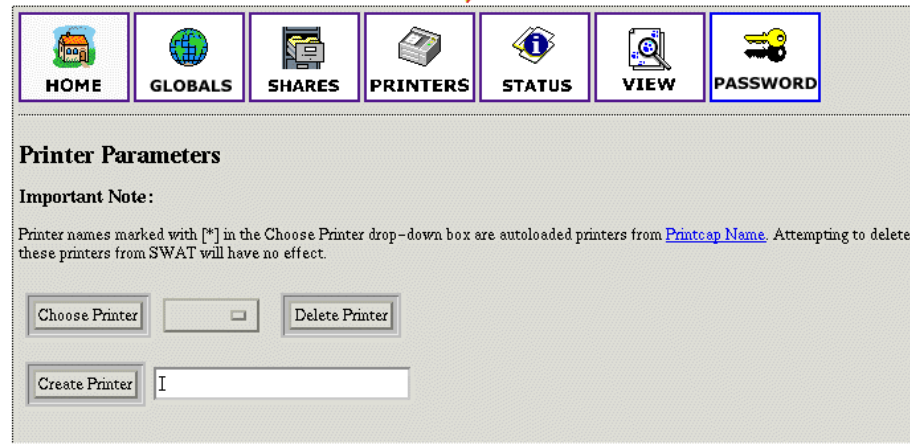 HOME GLOBALS SHARES PRINTERS STATUS VIEW PASSWORD
Printer Parameters
Important Note:
Printer names marked with [*] in the Choose Printer drop-down box are autoloaded printers from Printcap Name. Attempting to delete
these printers from SWAT will have no effect.
Choose Printer Delete Printer
Create Printer